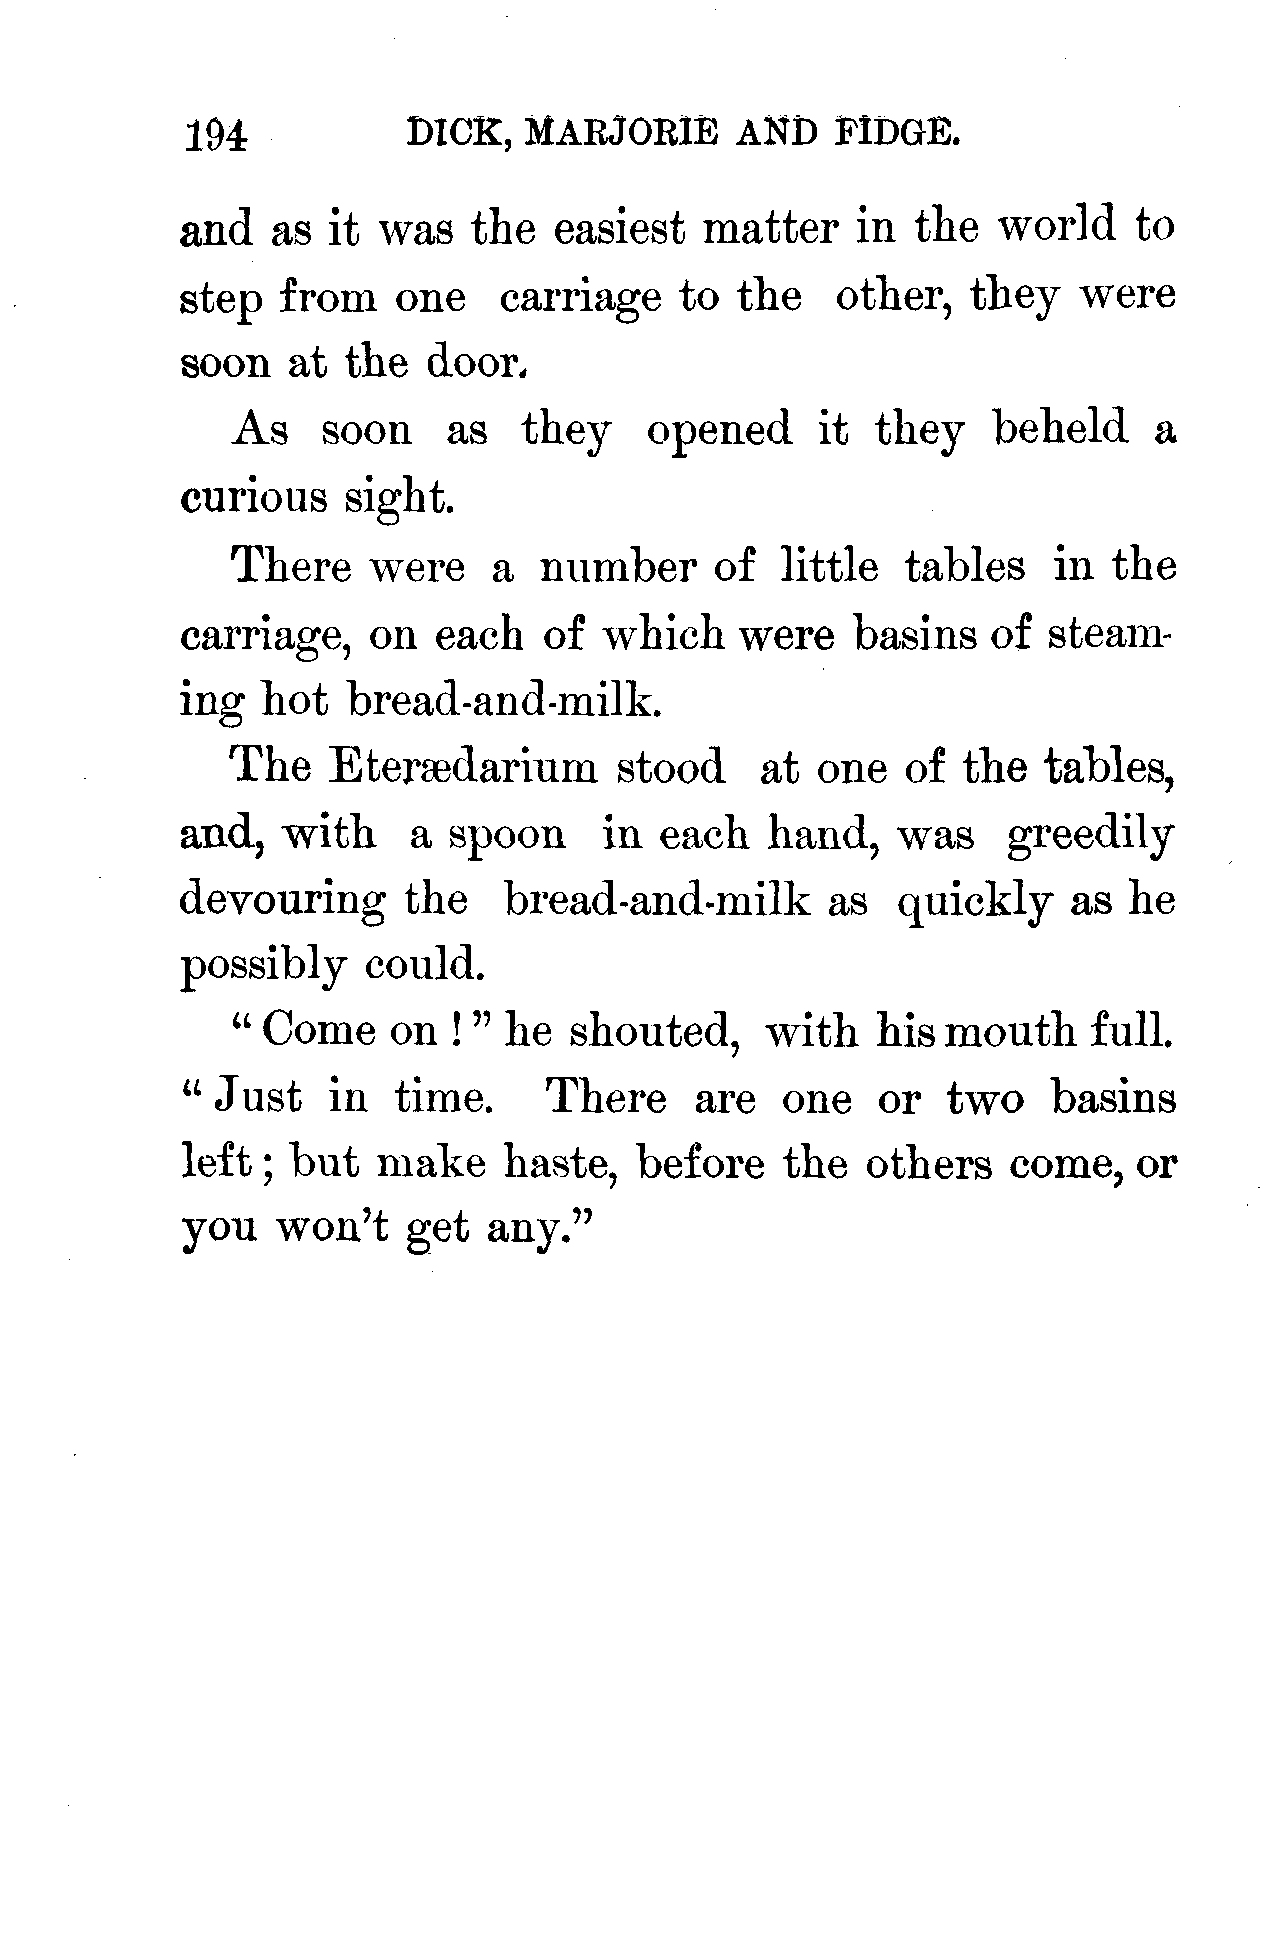 194 DICK, MARJORIE AND FIDGE.
and as it was the easiest matter in the world to
step from one carriage to the other, they were
soon at the door.
As soon as they opened it they beheld a
curious sight.
There were a number of little tables in the
carriage, on each of which were basins of steam-
ing hot bread-and-milk.
The Eteræedarium stood at one of the tables,
and, with a spoon in each hand, was greedily
devouring the bread-and-milk as quickly as he
possibly could.
“ Come on ! ” he shouted, with his mouth full.
“ Just in time. There are one or two basins
left ; but make haste, before the others come, or
you won’t get any.”